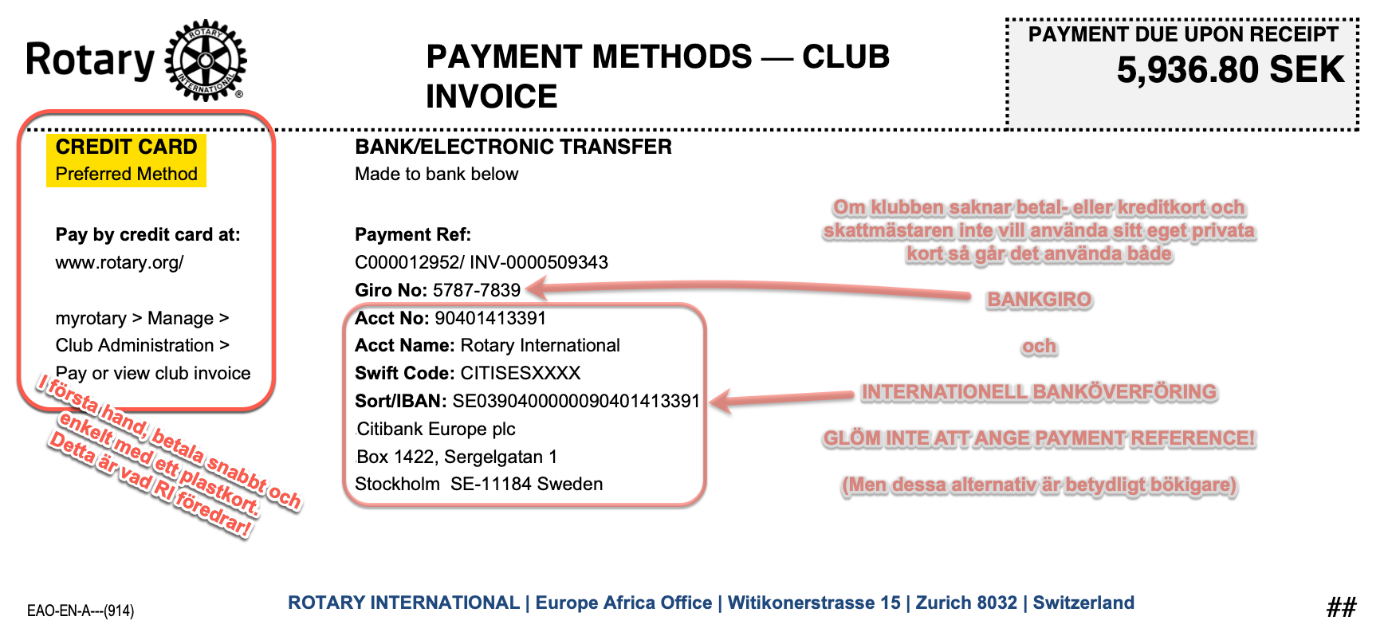 Rotary
ROTARY
INTERNATIONAL
®
PAYMENT METHODS — CLUB
INVOICE
PAYMENT DUE UPON RECEIPT
5,936.80 SEK
CREDIT CARD
Preferred Method
Pay by credit card at:
www.rotary.org/
myrotary > Manage >
Club Administration >
Pay or view club invoice
I första hand, betala snabbt och
enkelt med ett plastkort.
Detta är vad RI föredrar!
BANK/ELECTRONIC TRANSFER
Made to bank below
Payment Ref:
C000012952/ INV-0000509343
Giro No: 5787-7839
Acct No: 90401413391
Acct Name: Rotary International
Swift Code: CITISESXXXX
Sort/IBAN: SE0390400000090401413391
Citibank Europe plc
Box 1422, Sergelgatan 1
Stockholm SE-11184 Sweden
Om klubben saknar betal- eller kreditkort och
skattmästaren inte vill använda sitt eget privata
kort så går det använda både
BANKGIRO
och
INTERNATIONELL BANKÖVERFÖRING
GLÖM INTE ATT ANGE PAYMENT REFERENCE!
(Men dessa alternativ är betydligt bökigare)
EAO-EN-A---(914)
ROTARY INTERNATIONAL | Europe Africa Office | Witikonerstrasse 15 | Zurich 8032 | Switzerland
##